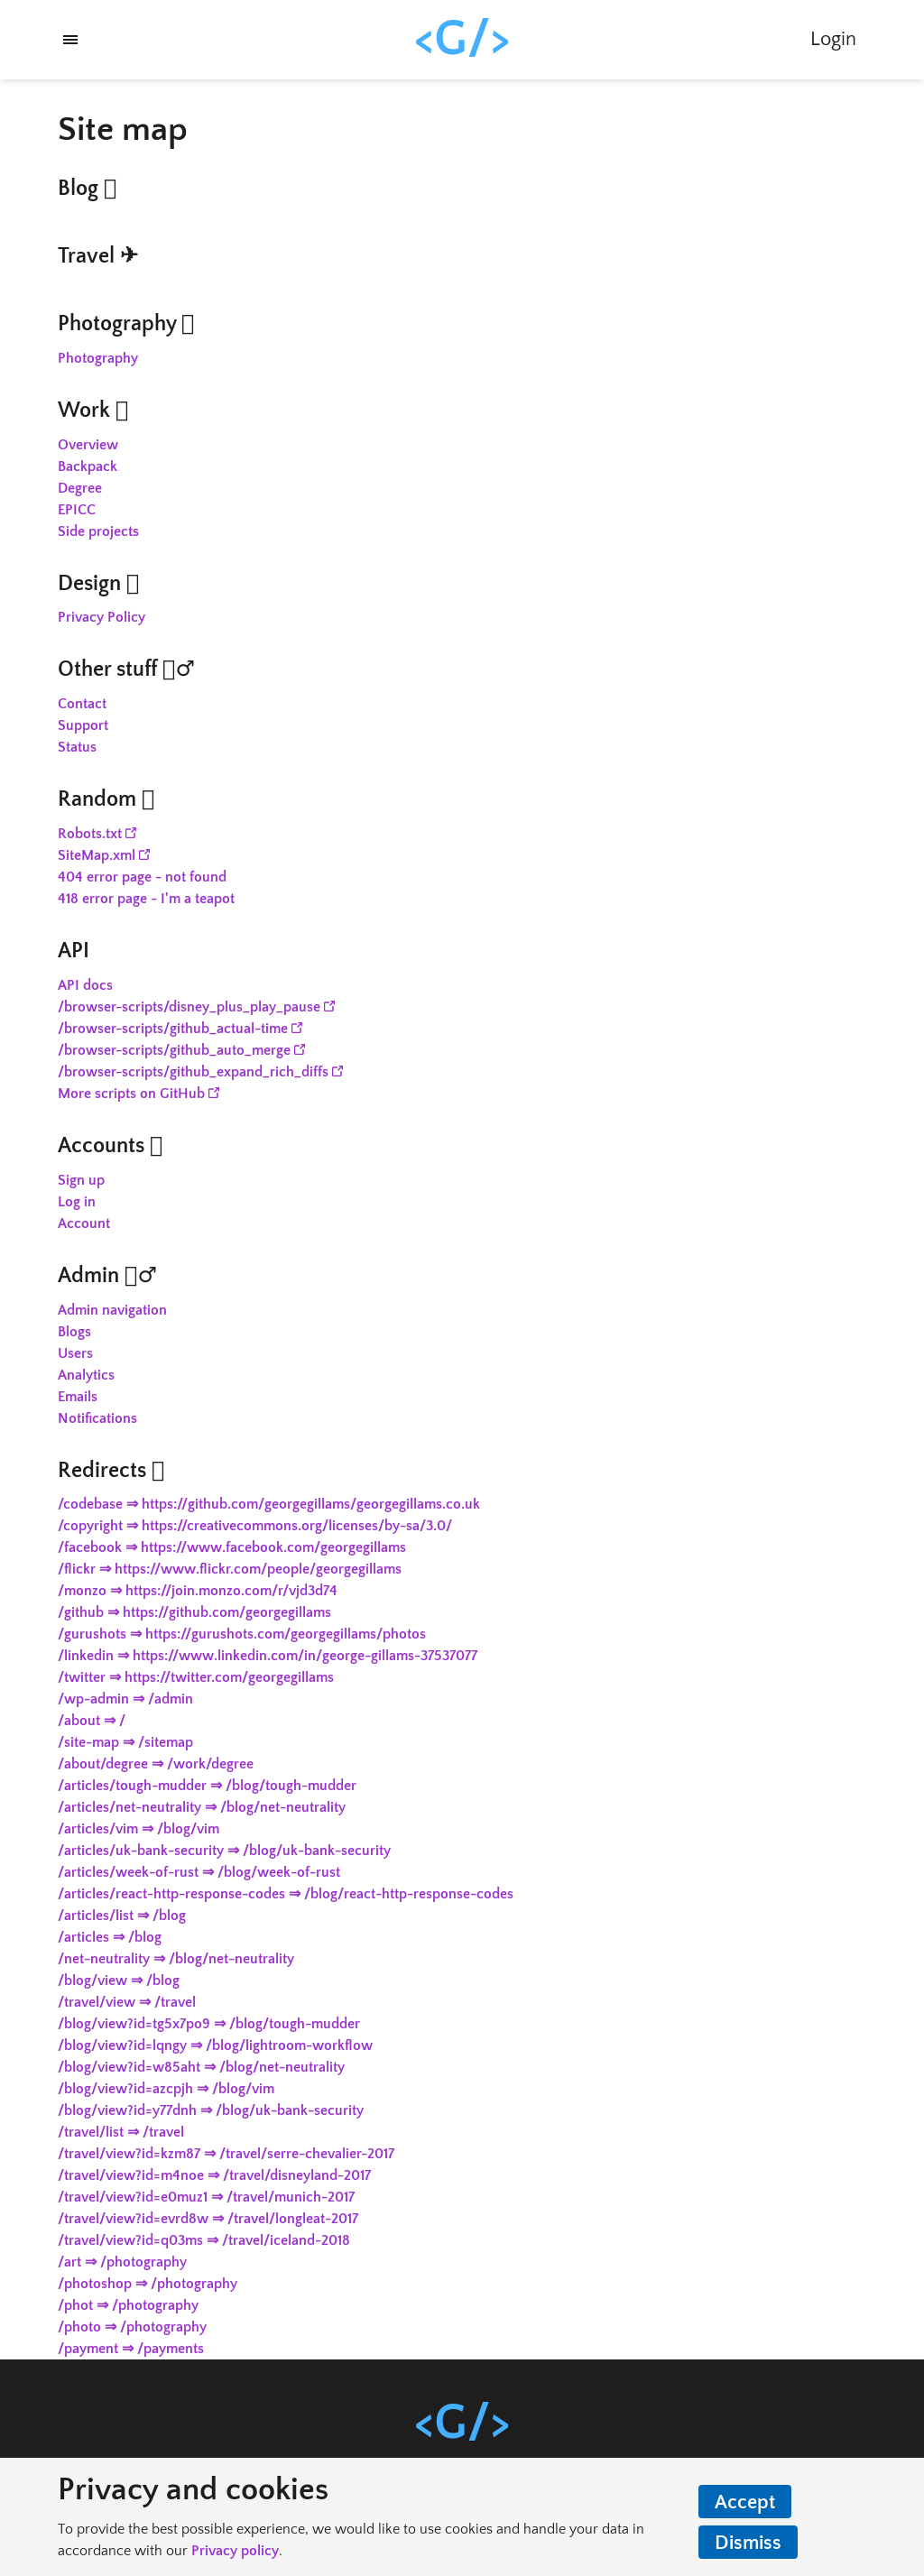 <G/>
Login
Site map
Blog
Travel ✈
Photography
Photography
Work
Overview
Backpack
Degree
EPICC
Side projects
Design
Privacy Policy
Other stuff ♂
Contact
Support
Status
Random
Robots.txt
SiteMap.xml
404 error page - not found
418 error page - I'm a teapot
API
API docs
/browser-scripts/disney_plus_play_pause
/browser-scripts/github_actual-time
/browser-scripts/github_auto_merge
/browser-scripts/github_expand_rich_diffs
More scripts on GitHub
Accounts
Sign up
Log in
Account
Admin ♂
Admin navigation
Blogs
Users
Analytics
Emails
Notifications
Redirects
/codebase ⇒ https://github.com/georgegillams/georgegillams.co.uk
/copyright ⇒ https://creativecommons.org/licenses/by-sa/3.0/
/facebook ⇒ https://www.facebook.com/georgegillams
/flickr ⇒ https://www.flickr.com/people/georgegillams
/monzo ⇒ https://join.monzo.com/r/vjd3d74
/github ⇒ https://github.com/georgegillams
/gurushots ⇒ https://gurushots.com/georgegillams/photos
/linkedin ⇒ https://www.linkedin.com/in/george-gillams-37537077
/twitter ⇒ https://twitter.com/georgegillams
/wp-admin ⇒ /admin
/about ⇒ /
/site-map ⇒ /sitemap
/about/degree ⇒ /work/degree
/articles/tough-mudder ⇒ /blog/tough-mudder
/articles/net-neutrality ⇒ /blog/net-neutrality
/articles/vim ⇒ /blog/vim
/articles/uk-bank-security ⇒ /blog/uk-bank-security
/articles/week-of-rust ⇒ /blog/week-of-rust
/articles/react-http-response-codes ⇒ /blog/react-http-response-codes
/articles/list ⇒ /blog
/articles ⇒ /blog
/net-neutrality ⇒ /blog/net-neutrality
/blog/view ⇒ /blog
/travel/view ⇒ /travel
/blog/view?id=tg5x7po9 ⇒ /blog/tough-mudder
/blog/view?id=lqngy ⇒ /blog/lightroom-workflow
/blog/view?id=w85aht ⇒ /blog/net-neutrality
/blog/view?id=azcpjh ⇒ /blog/vim
/blog/view?id=y77dnh ⇒ /blog/uk-bank-security
/travel/list ⇒ /travel
/travel/view?id=kzm87 ⇒ /travel/serre-chevalier-2017
/travel/view?id=m4noe ⇒ /travel/disneyland-2017
/travel/view?id=e0muz1 ⇒ /travel/munich-2017
/travel/view?id=evrd8w ⇒ /travel/longleat-2017
/travel/view?id=q03ms ⇒ /travel/iceland-2018
/art ⇒ /photography
/photoshop ⇒ /photography
/phot ⇒ /photography
/photo ⇒ /photography
/payment ⇒ /payments
<G/>
Privacy and cookies
To provide the best possible experience, we would like to use cookies and handle your data in
accordance with our Privacy policy.
Accept
Dismiss